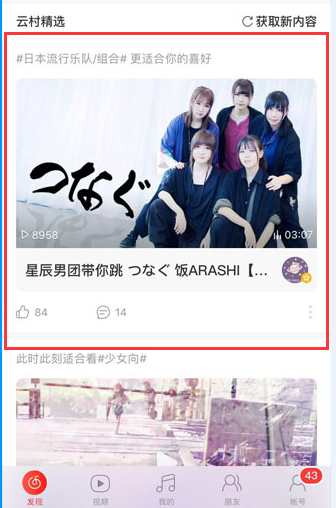 云村精选
获取新内容
#日本流行乐队/组合# 更适合你的喜好
つなぐ
8958
03:07
星辰男团带你跳 つなぐ 饭ARASHI【...
84
14
此时此刻适合看#少女向#
发现
视频
我的
朋友
帐号
43